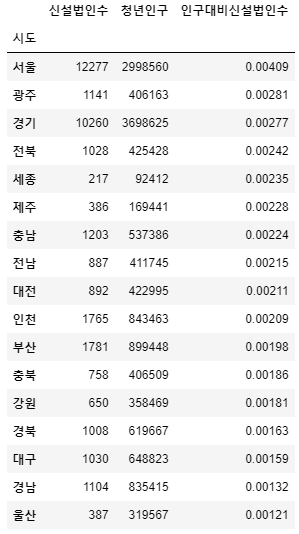 신설법인수 청년인구 인구대비신설법인수
시도
서울 12277 2998560 0.00409
광주 1141 406163 0.00281
경기 10260 3698625 0.00277
전북 1028 425428 0.00242
세종 217 92412 0.00235
제주 386 169441 0.00228
충남 1203 537386 0.00224
전남 887 411745 0.00215
대전 892 422995 0.00211
인천 1765 843463 0.00209
부산 1781 899448 0.00198
충북 758 406509 0.00186
강원 650 358469 0.00181
경북 1008 619667 0.00163
대구 1030 648823 0.00159
경남 1104 835415 0.00132
울산 387 319567 0.00121